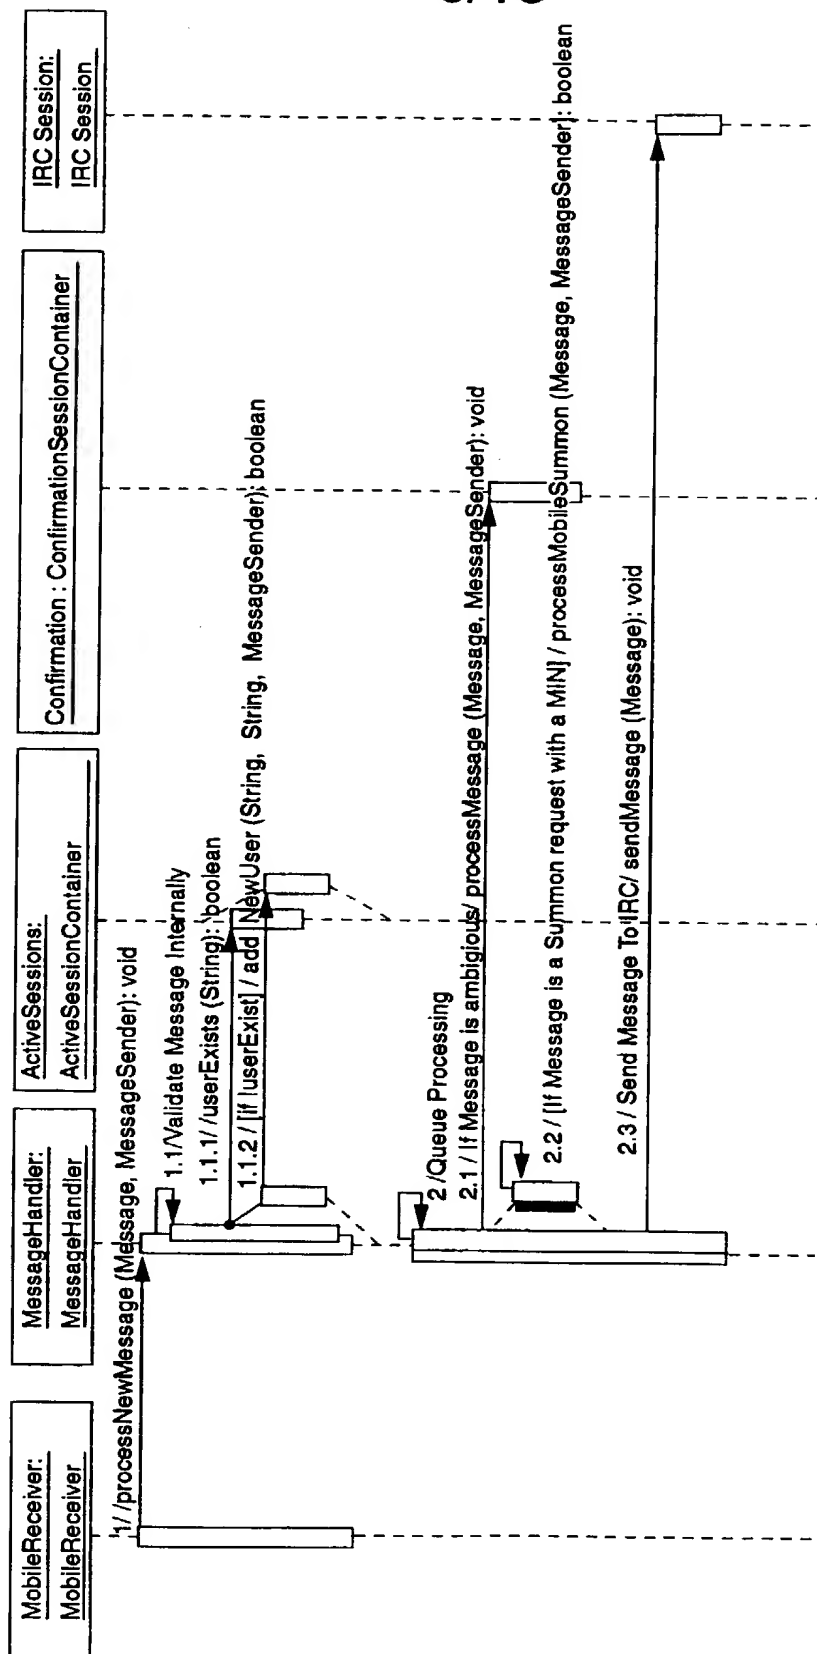 MobileReceiver:
MobileReceiver
MessageHandler:
MessageHandler
ActiveSessions:
ActiveSessionContainer
Confirmation : ConfirmationSessionContainer
IRC Session:
IRC Session
1/ /processNewMessage (Message, MessageSender): void
1.1/Validate Message Internally
1.1.1/ /userExists (String): boolean
1.1.2 / [if !userExist] / add NewUser (String, String, MessageSender): boolean
2 /Queue Processing
2.1 / If Message is ambigious/ processMessage (Message, MessageSender): void
2.2 / [If Message is a Summon request with a MIN] / processMobileSummon (Message, MessageSender): boolean
2.3 / Send Message To IRC/ sendMessage (Message): void